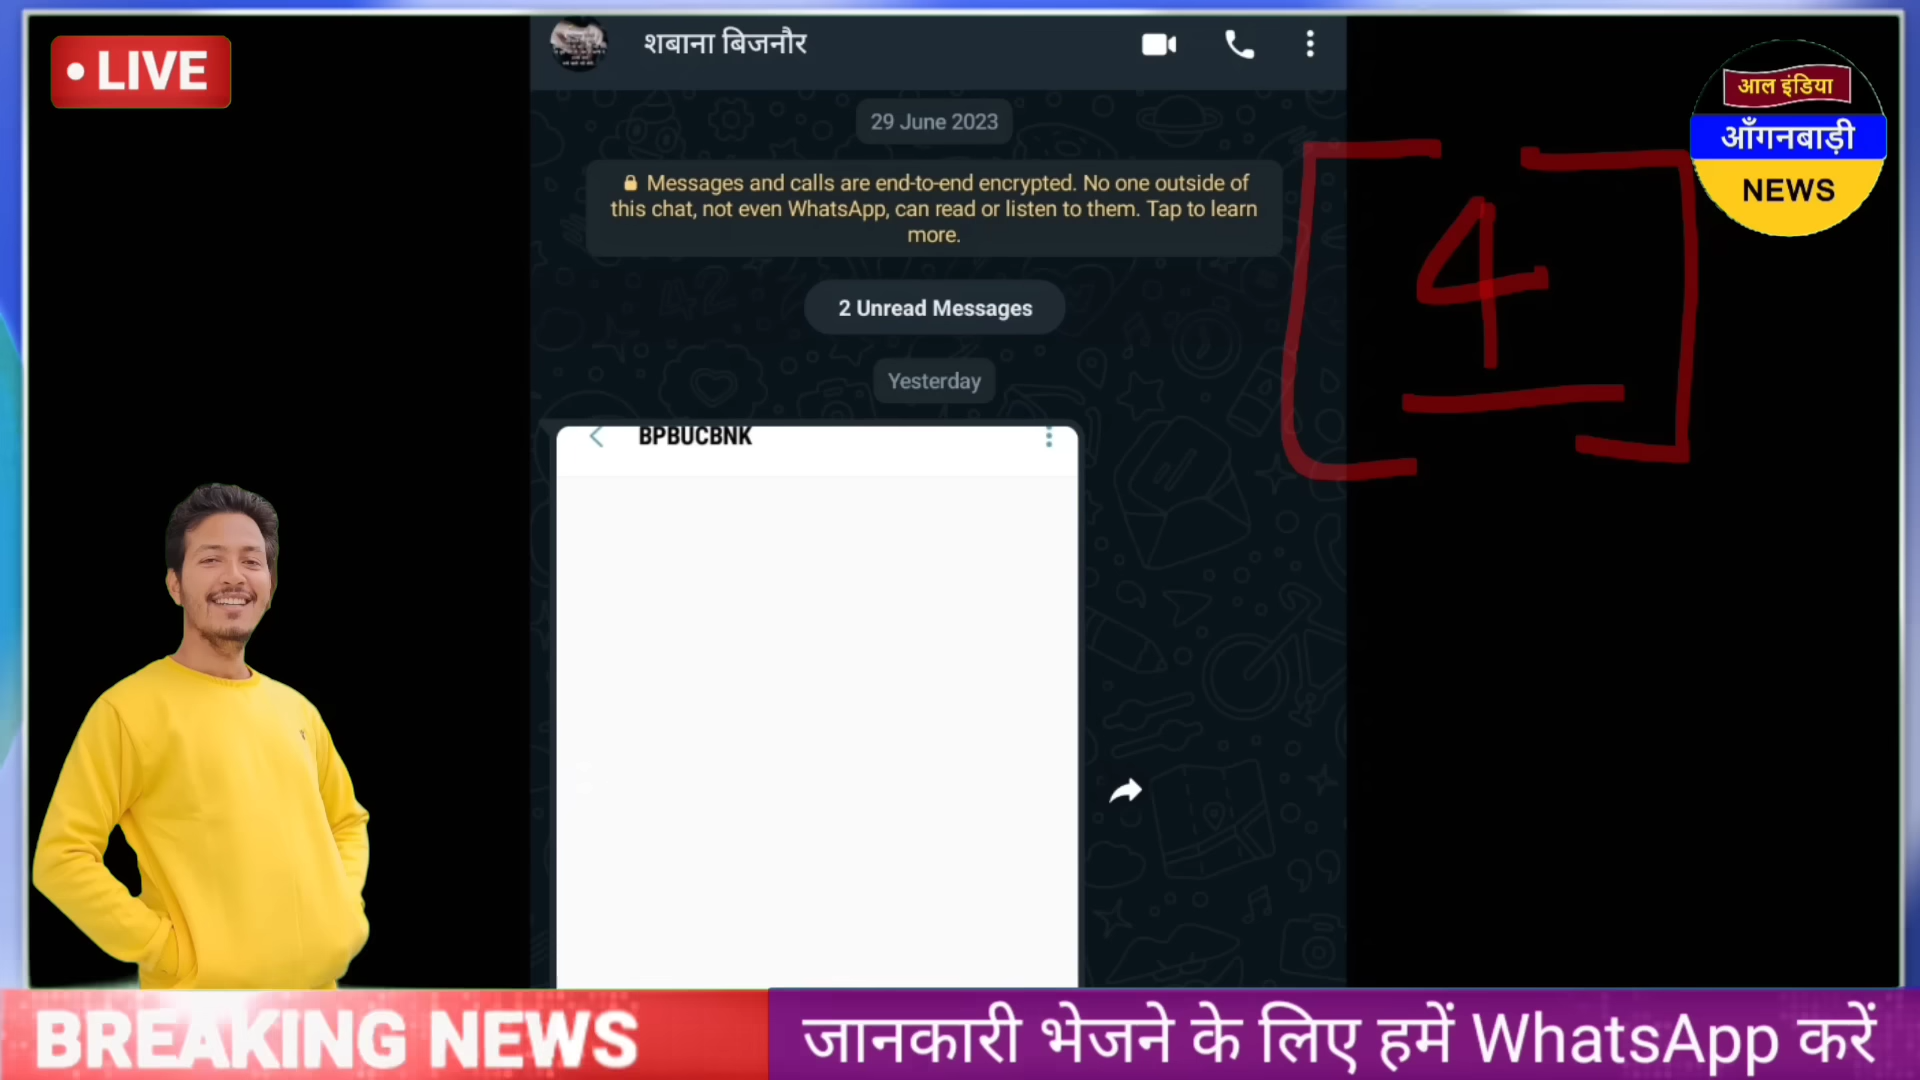 • LIVE
शबाना बिजनौर
29 June 2023
Messages and calls are end-to-end encrypted. No one outside of
this chat, not even WhatsApp, can read or listen to them. Tap to learn
more.
2 Unread Messages
Yesterday
BPBUCBNK
[4]
आल इंडिया
आँगनबाड़ी
NEWS
BREAKING NEWS
जानकारी भेजने के लिए हमें WhatsApp करें